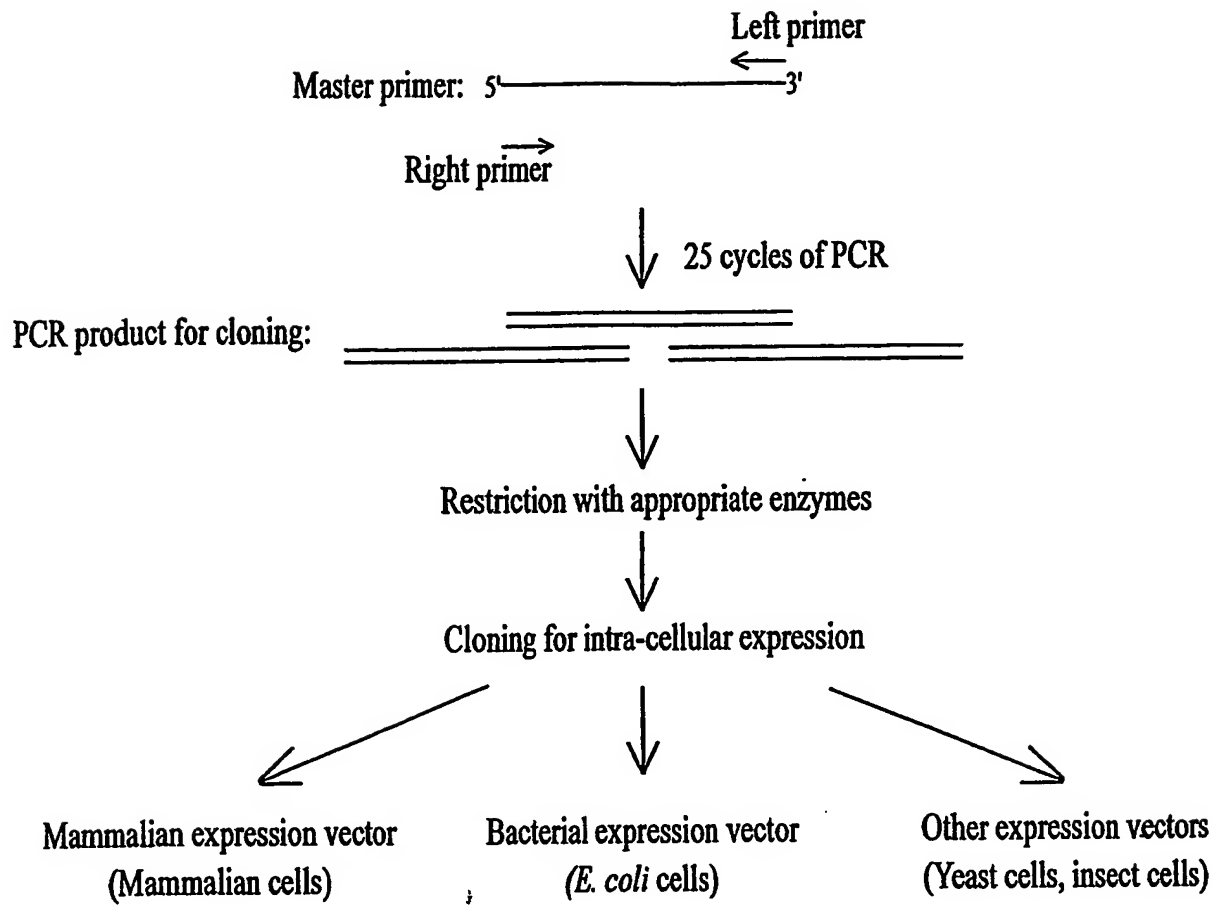 Left primer
Master primer: 5' 3'
Right primer
25 cycles of PCR
PCR product for cloning:
Restriction with appropriate enzymes
Cloning for intra-cellular expression
Mammalian expression vector
(Mammalian cells)
Bacterial expression vector
(E. coli cells)
Other expression vectors
(Yeast cells, insect cells)